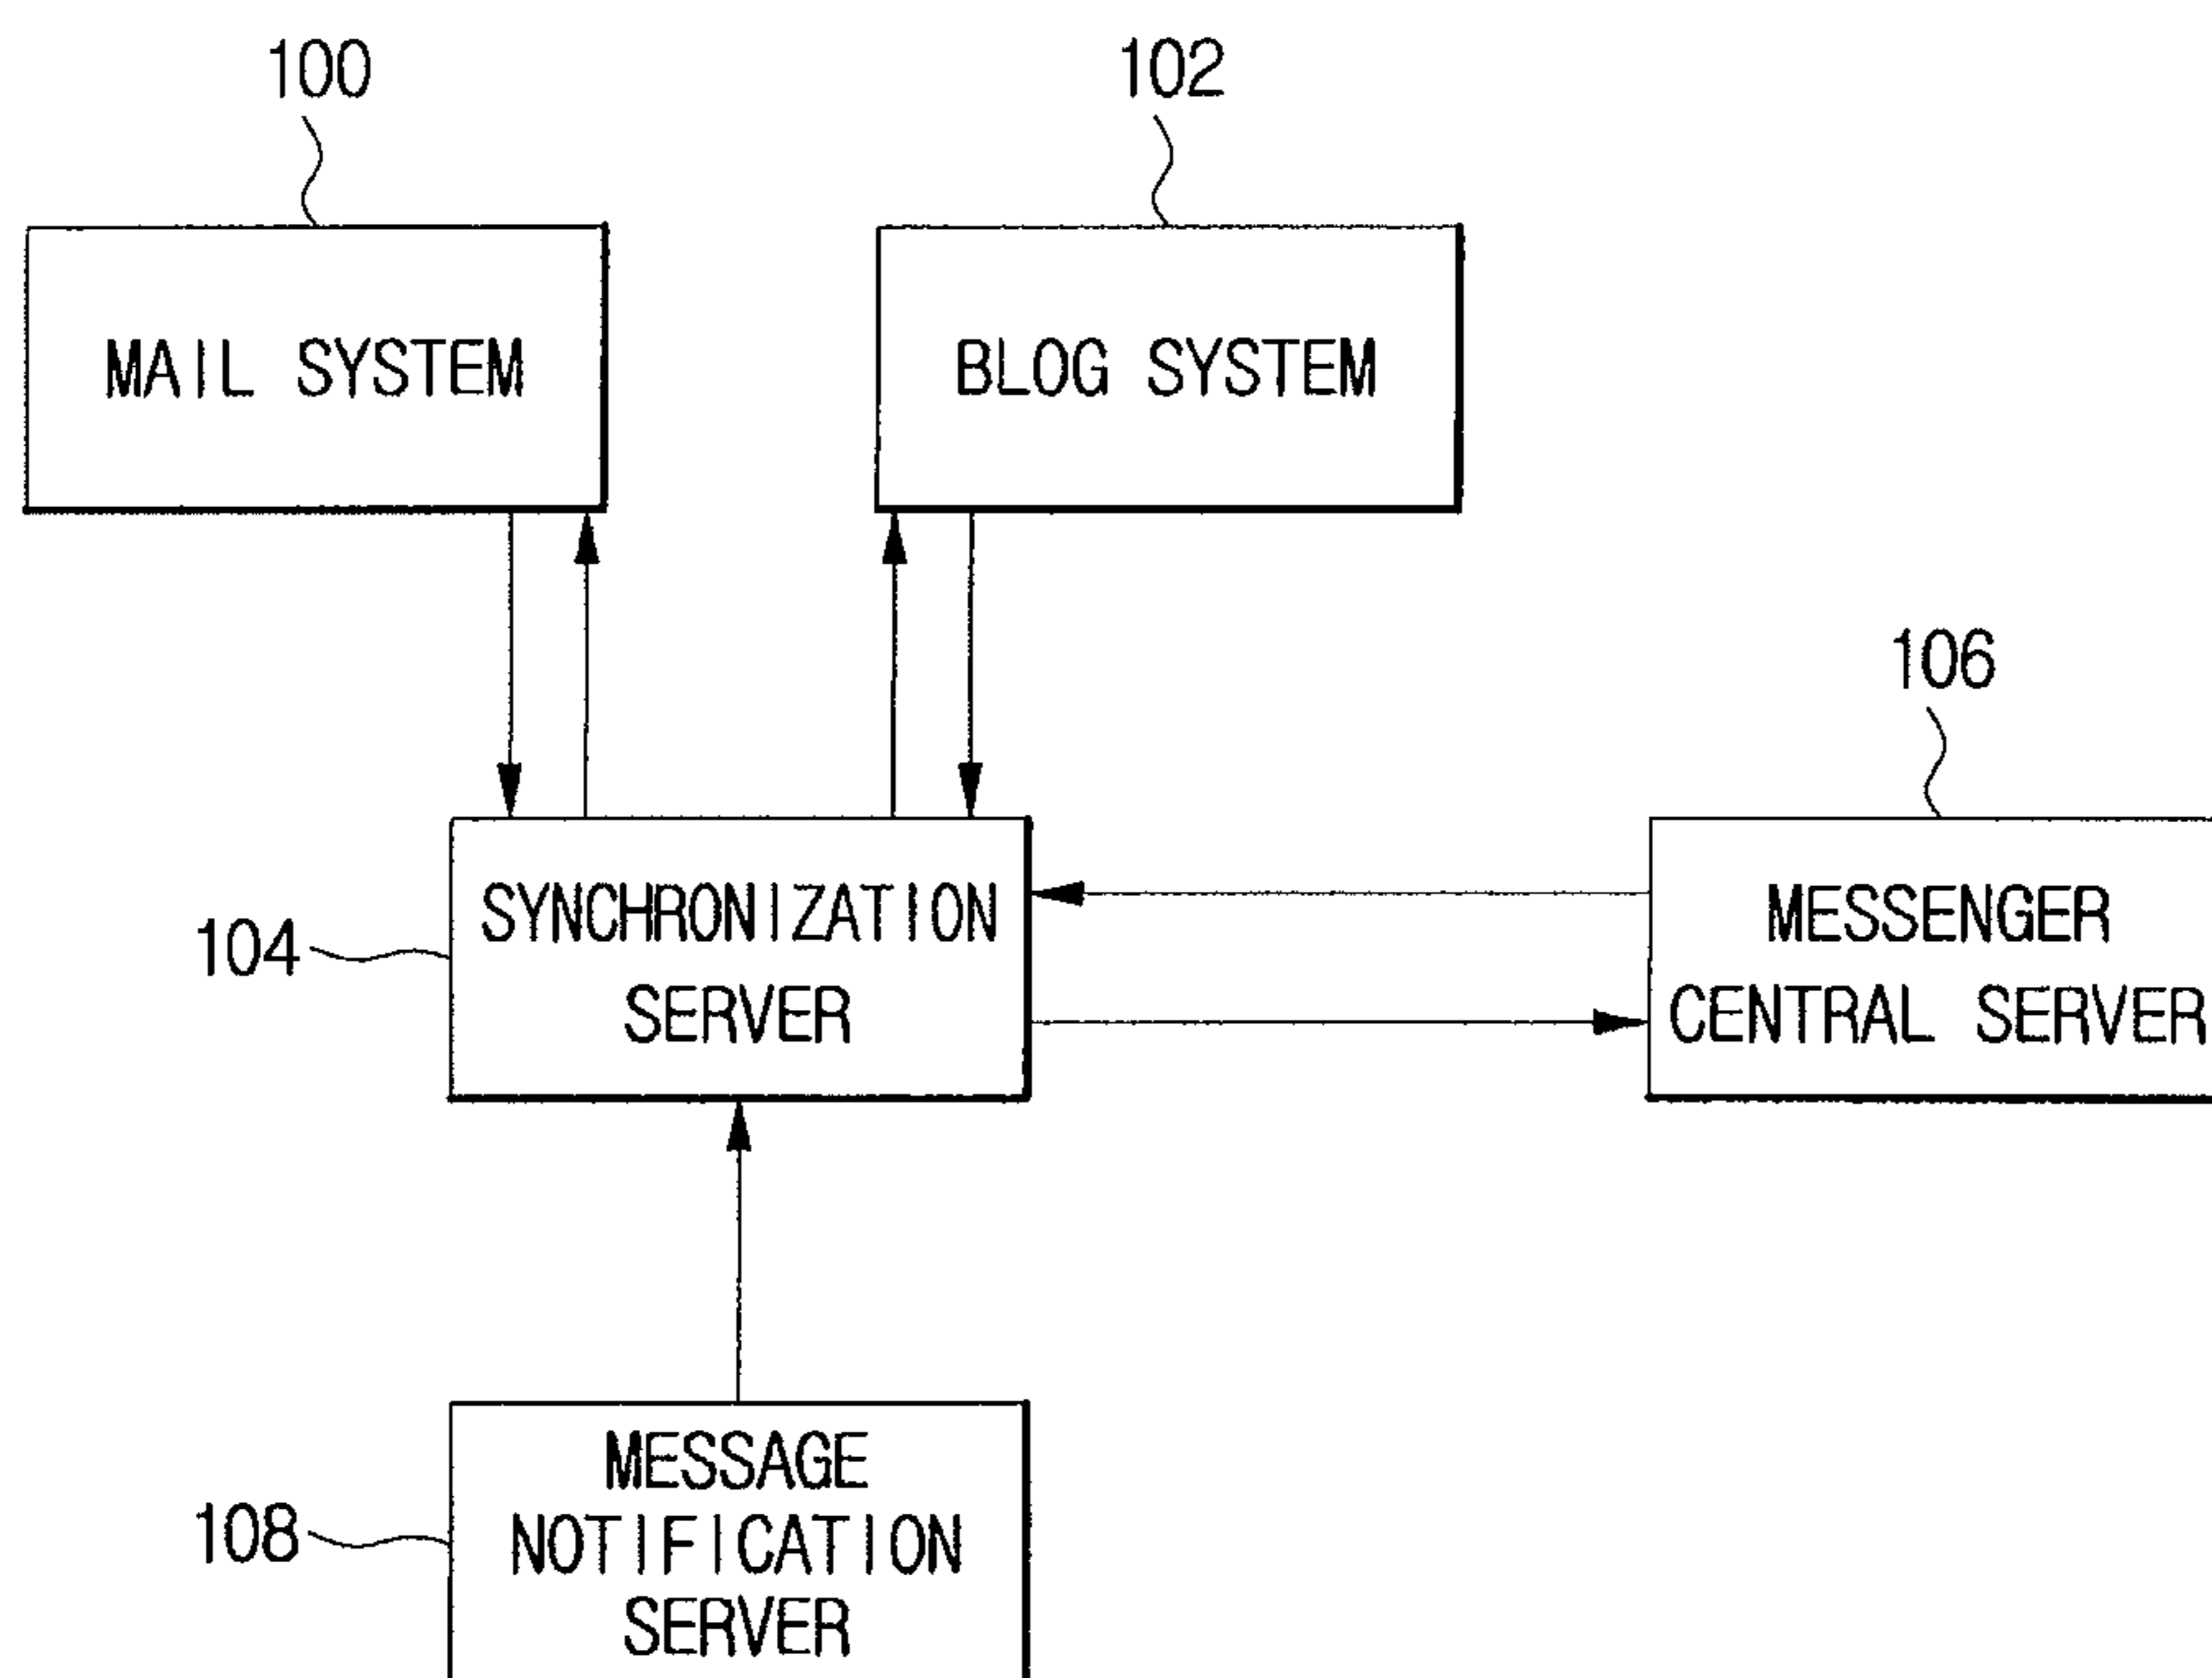 100
102
MAIL SYSTEM
BLOG SYSTEM
106
104
SYNCHRONIZATION
SERVER
MESSENGER
CENTRAL SERVER
108
MESSAGE
NOTIFICATION
SERVER